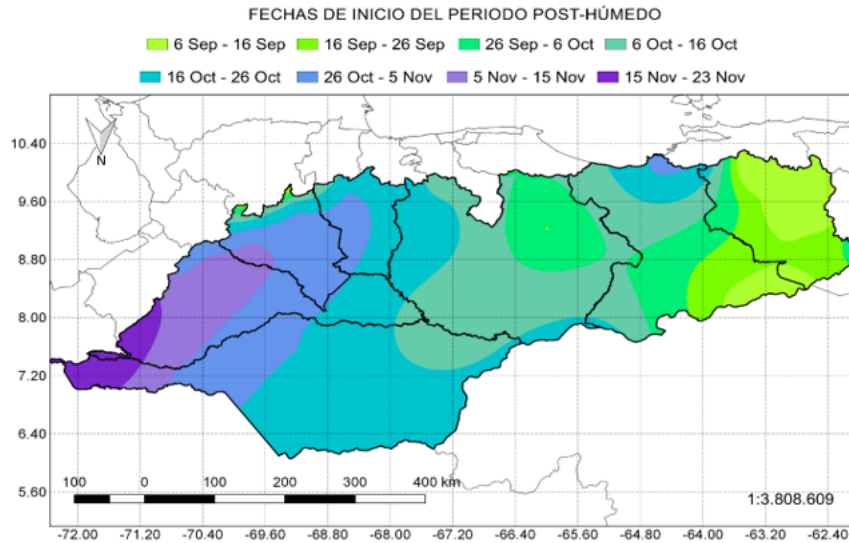 FECHAS DE INICIO DEL PERIODO POST-HÚMEDO
6 Sep - 16 Sep 16 Sep - 26 Sep 26 Sep - 6 Oct 6 Oct - 16 Oct
16 Oct - 26 Oct 26 Oct - 5 Nov 5 Nov - 15 Nov 15 Nov - 23 Nov
10.40
N
9.60
8.80
8.00
7.20
6.40
100 0 100 200 300 400 km
5.60
1:3.808.609
-72.00 -71.20 -70.40 -69.60 -68.80 -68.00 -67.20 -66.40 -65.60 -64.80 -64.00 -63.20 -62.40